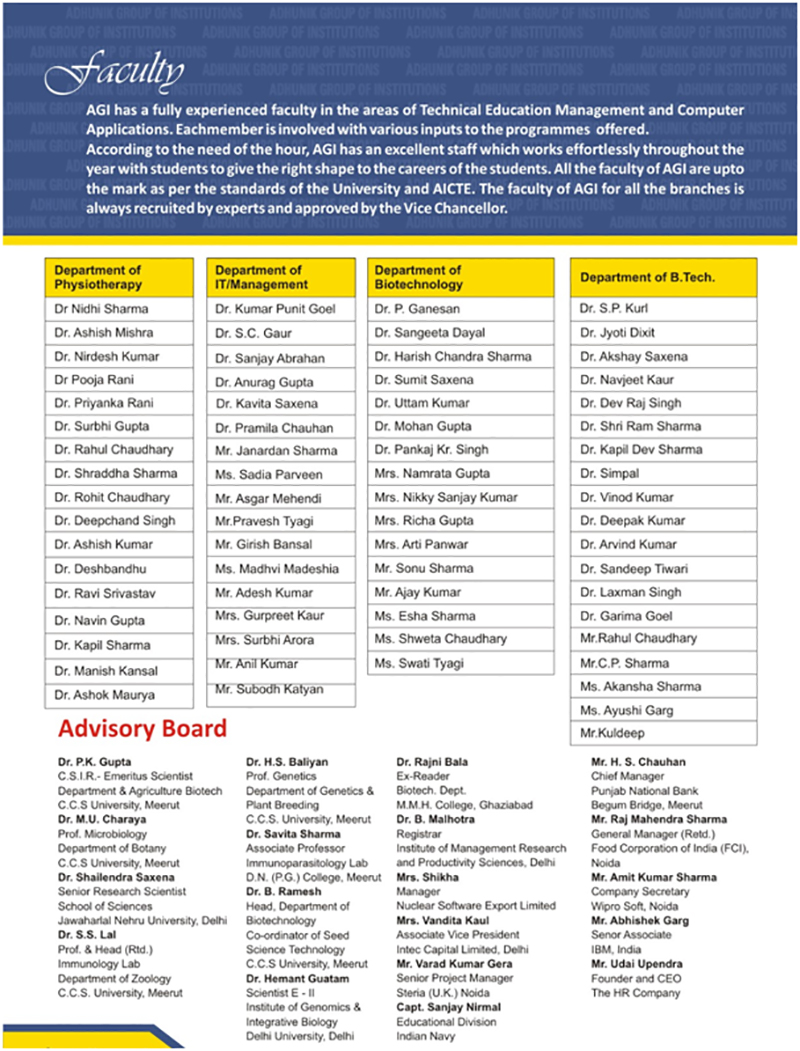 Faculty
AGI has a fully experienced faculty in the areas of Technical Education Management and Computer
Applications. Eachmember is involved with various inputs to the programmes offered.
According to the need of the hour, AGI has an excellent staff which works effortlessly throughout the
year with students to give the right shape to the careers of the students. All the faculty of AGI are upto
the mark as per the standards of the University and AICTE. The faculty of AGI for all the branches is
always recruited by experts and approved by the Vice Chancellor.
Department of
Physiotherapy
Dr Nidhi Sharma
Dr. Ashish Mishra
Dr. Nirdesh Kumar
Dr Pooja Rani
Dr. Priyanka Rani
Dr. Surbhi Gupta
Dr. Rahul Chaudhary
Dr. Shraddha Sharma
Dr. Rohit Chaudhary
Dr. Deepchand Singh
Dr. Ashish Kumar
Dr. Deshbandhu
Dr. Ravi Srivastav
Dr. Navin Gupta
Dr. Kapil Sharma
Dr. Manish Kansal
Dr. Ashok Maurya
Department of
IT/Management
Dr. Kumar Punit Goel
Dr. S.C. Gaur
Dr. Sanjay Abrahan
Dr. Anurag Gupta
Dr. Kavita Saxena
Dr. Pramila Chauhan
Mr. Janardan Sharma
Ms. Sadia Parveen
Mr. Asgar Mehendi
Mr.Pravesh Tyagi
Mr. Girish Bansal
Ms. Madhvi Madeshia
Mr. Adesh Kumar
Mrs. Gurpreet Kaur
Mrs. Surbhi Arora
Mr. Anil Kumar
Mr. Subodh Katyan
Department of
Biotechnology
Dr. P. Ganesan
Dr. Sangeeta Dayal
Dr. Harish Chandra Sharma
Dr. Sumit Saxena
Dr. Uttam Kumar
Dr. Mohan Gupta
Dr. Pankaj Kr. Singh
Mrs. Namrata Gupta
Mrs. Nikky Sanjay Kumar
Mrs. Richa Gupta
Mrs. Arti Panwar
Mr. Sonu Sharma
Mr. Ajay Kumar
Ms. Esha Sharma
Ms. Shweta Chaudhary
Ms. Swati Tyagi
Department of B.Tech.
Dr. S.P. Kurl
Dr. Jyoti Dixit
Dr. Akshay Saxena
Dr. Navjeet Kaur
Dr. Dev Raj Singh
Dr. Shri Ram Sharma
Dr. Kapil Dev Sharma
Dr. Simpal
Dr. Vinod Kumar
Dr. Deepak Kumar
Dr. Arvind Kumar
Dr. Sandeep Tiwari
Dr. Laxman Singh
Dr. Garima Goel
Mr.Rahul Chaudhary
Mr.C.P. Sharma
Ms. Akansha Sharma
Ms. Ayushi Garg
Mr.Kuldeep
Advisory Board
Dr. P.K. Gupta
C.S.I.R.- Emeritus Scientist
Department & Agriculture Biotech
C.C.S University, Meerut
Dr. M.U. Charaya
Prof. Microbiology
Department of Botany
C.C.S University, Meerut
Dr. Shailendra Saxena
Senior Research Scientist
School of Sciences
Jawaharlal Nehru University, Delhi
Dr. S.S. Lal
Prof. & Head (Rtd.)
Immunology Lab
Department of Zoology
C.C.S. University, Meerut
Dr. H.S. Baliyan
Prof. Genetics
Department of Genetics &
Plant Breeding
C.C.S. University, Meerut
Dr. Savita Sharma
Associate Professor
Immunoparasitology Lab
D.N. (P.G.) College, Meerut
Dr. B. Ramesh
Head, Department of
Biotechnology
Co-ordinator of Seed
Science Technology
C.C.S University, Meerut
Dr. Hemant Guatam
Scientist E - II
Institute of Genomics &
Integrative Biology
Delhi University, Delhi
Dr. Rajni Bala
Ex-Reader
Biotech. Dept.
M.M.H. College, Ghaziabad
Dr. B. Malhotra
Registrar
Institute of Management Research
and Productivity Sciences, Delhi
Mrs. Shikha
Manager
Nuclear Software Export Limited
Mrs. Vandita Kaul
Associate Vice President
Intec Capital Limited, Delhi
Mr. Varad Kumar Gera
Senior Project Manager
Steria (U.K.) Noida
Capt. Sanjay Nirmal
Educational Division
Indian Navy
Mr. H. S. Chauhan
Chief Manager
Punjab National Bank
Begum Bridge, Meerut
Mr. Raj Mahendra Sharma
General Manager (Retd.)
Food Corporation of India (FCI),
Noida
Mr. Amit Kumar Sharma
Company Secretary
Wipro Soft, Noida
Mr. Abhishek Garg
Senor Associate
IBM, India
Mr. Udai Upendra
Founder and CEO
The HR Company